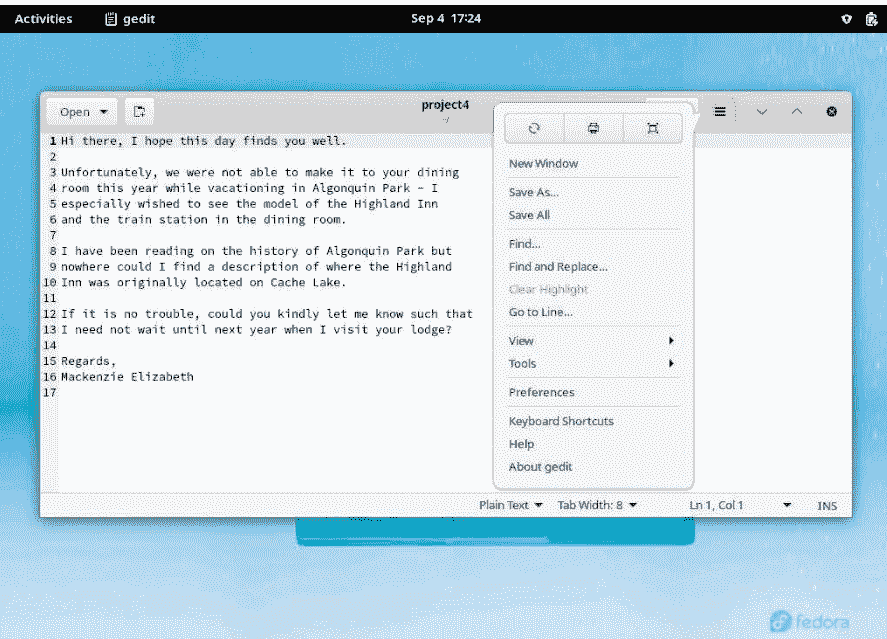 Activities gedit Sep 4 17:24
Open project4
~/
1 Hi there, I hope this day finds you well.
2
3 Unfortunately, we were not able to make it to your dining
4 room this year while vacationing in Algonquin Park - I
5 especially wished to see the model of the Highland Inn
6 and the train station in the dining room.
7
8 I have been reading on the history of Algonquin Park but
9 nowhere could I find a description of where the Highland
10 Inn was originally located on Cache Lake.
11
12 If it is no trouble, could you kindly let me know such that
13 I need not wait until next year when I visit your lodge?
14
15 Regards,
16 Mackenzie Elizabeth
17
New Window
Save As...
Save All
Find...
Find and Replace...
Clear Highlight
Go to Line...
View
Tools
Preferences
Keyboard Shortcuts
Help
About gedit
Plain Text Tab Width: 8 Ln 1, Col 1 INS
fedora